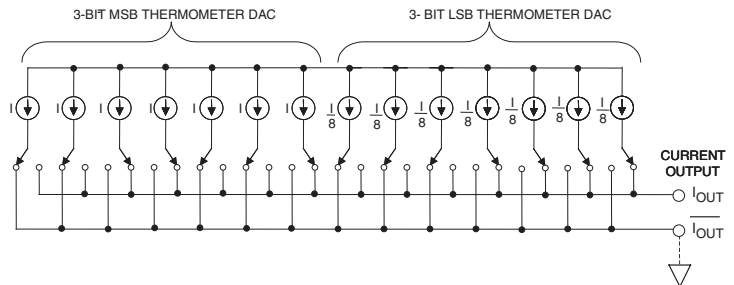 3-BIT MSB THERMOMETER DAC
3- BIT LSB THERMOMETER DAC
I I I I I I I I/8 I/8 I/8 I/8 I/8 I/8 I/8
CURRENT
OUTPUT
IOUT
IOUT